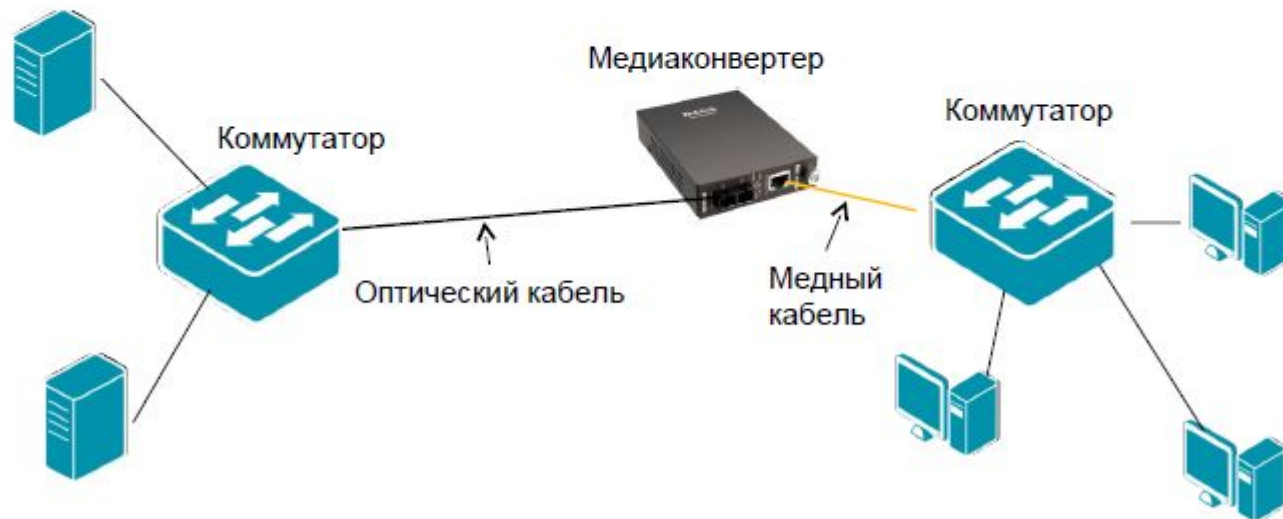 Медиаконвертер
Коммутатор
Коммутатор
Оптический кабель
Медный
кабель